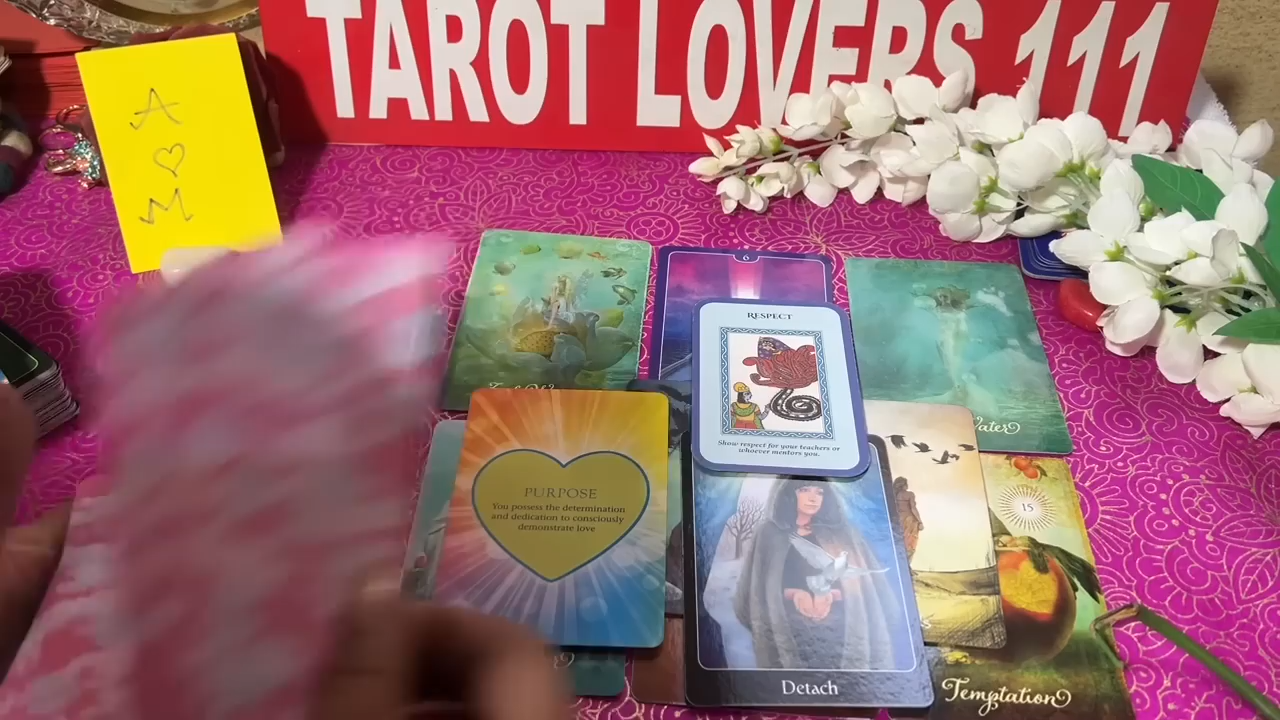 TAROT LOVERS 111
A
♡
M
6
RESPECT
Show respect for your teachers or
whoever mentors you.
Water
PURPOSE
You possess the determination
and dedication to consciously
demonstrate love
15
Detach
Temptation